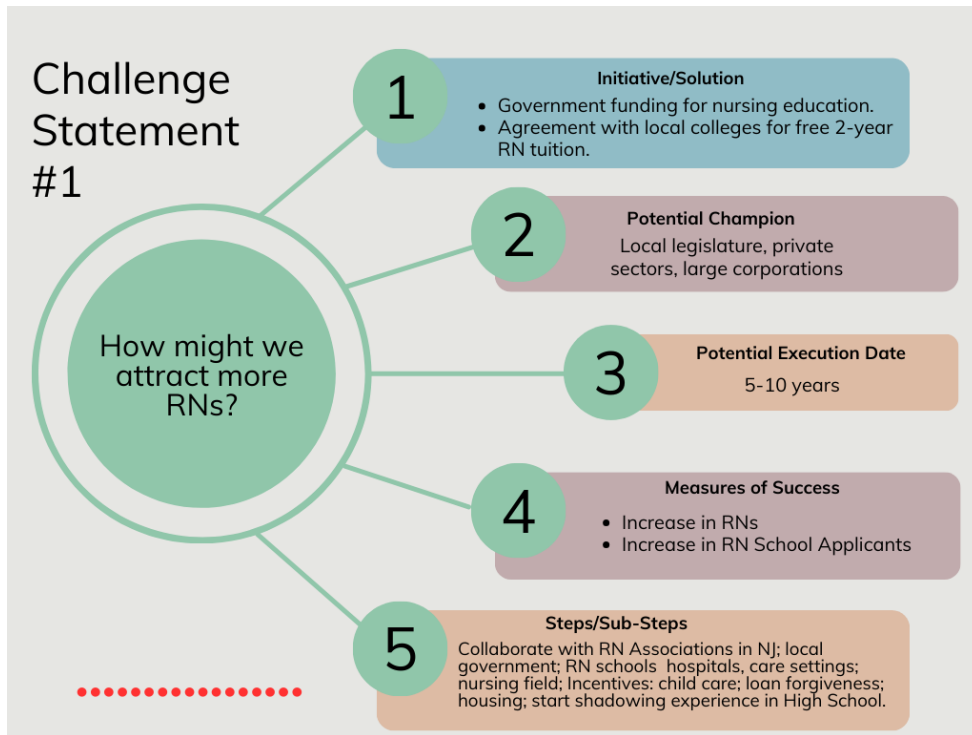 Challenge
Statement
#1
How might we
attract more
RNs?
1
Initiative/Solution
• Government funding for nursing education.
• Agreement with local colleges for free 2-year
RN tuition.
2
Potential Champion
Local legislature, private
sectors, large corporations
3
Potential Execution Date
5-10 years
4
Measures of Success
• Increase in RNs
• Increase in RN School Applicants
5
Steps/Sub-Steps
Collaborate with RN Associations in NJ; local
government; RN schools hospitals, care settings;
nursing field; Incentives: child care; loan forgiveness;
housing; start shadowing experience in High School.